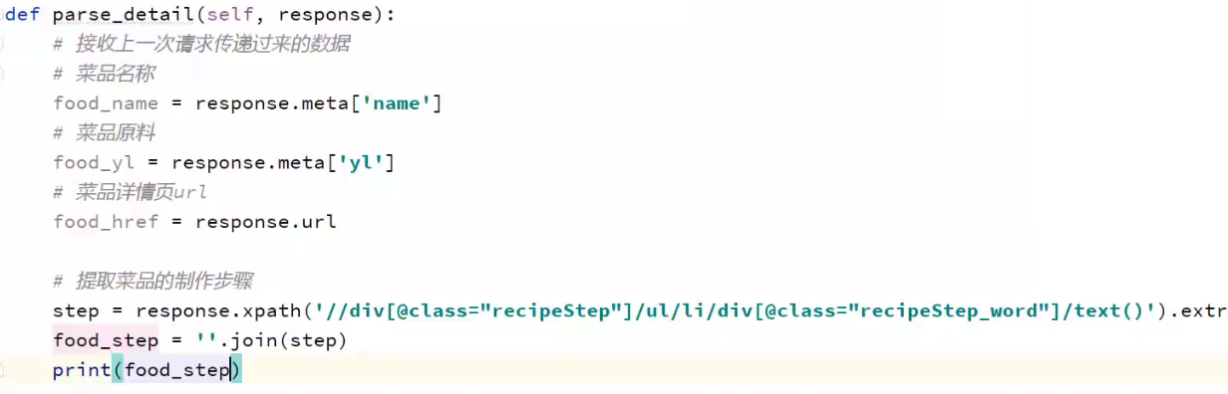 def parse_detail(self, response):
# 接收上一次请求传递过来的数据
# 菜品名称
food_name = response.meta['name']
# 菜品原料
food_yl = response.meta['yl']
# 菜品详情页url
food_href = response.url
# 提取菜品的制作步骤
step = response.xpath('//div[@class="recipeStep"]/ul/li/div[@class="recipeStep_word"]/text()').extr
food_step = ''.join(step)
print(food_step)